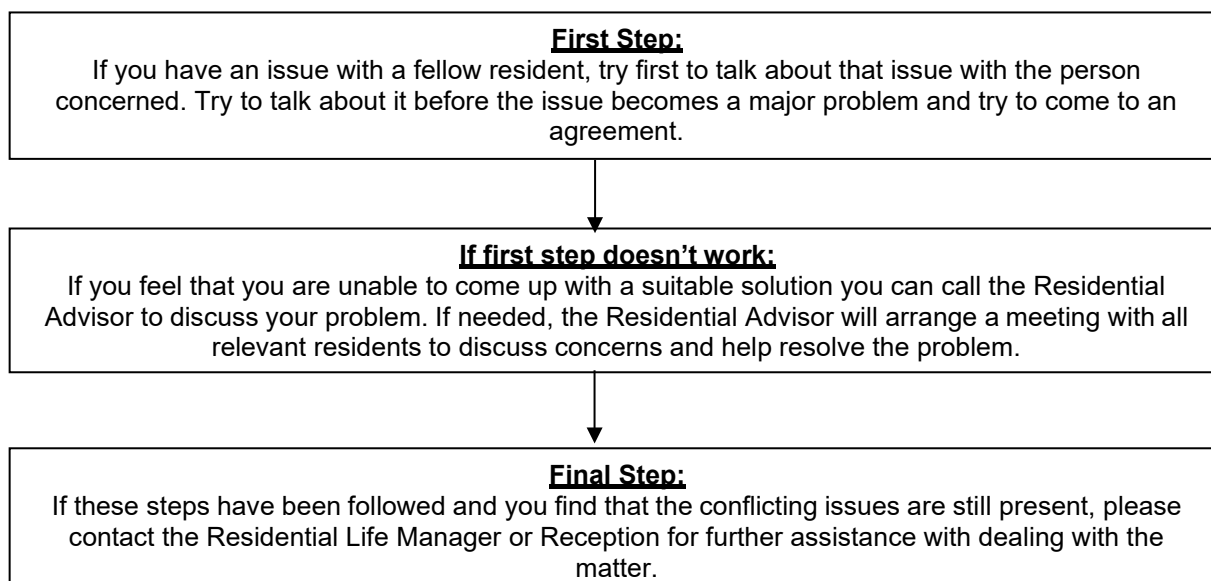 First Step:
If you have an issue with a fellow resident, try first to talk about that issue with the person
concerned. Try to talk about it before the issue becomes a major problem and try to come to an
agreement.
If first step doesn’t work:
If you feel that you are unable to come up with a suitable solution you can call the Residential
Advisor to discuss your problem. If needed, the Residential Advisor will arrange a meeting with all
relevant residents to discuss concerns and help resolve the problem.
Final Step:
If these steps have been followed and you find that the conflicting issues are still present, please
contact the Residential Life Manager or Reception for further assistance with dealing with the
matter.